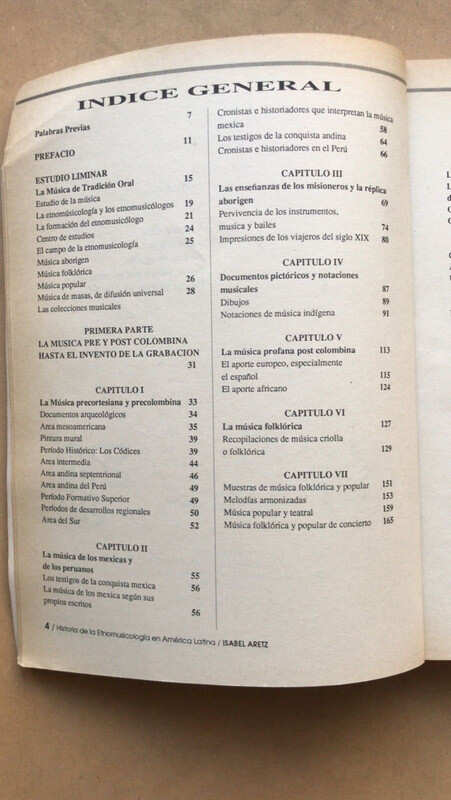 INDICE GENERAL
Palabras Previas 7
PREFACIO 11
ESTUDIO LIMINAR
La Música de Tradición Oral 15
Estudio de la música
La etnomúsicología y los etnomusicólogos 19
La formación del etnomusicólogo 21
Centro de estudios 24
El campo de la etnomusicología 25
Música aborigen
Música folklórica
Música popular 26
Música de masas, de difusión universal 28
Las colecciones musicales
PRIMERA PARTE
LA MUSICA PRE Y POST COLOMBINA
HASTA EL INVENTO DE LA GRABACION
31
CAPITULO I
La Música precortesiana y precolombina 33
Documentos arqueológicos 34
Area mesoamericana 35
Pintura mural 39
Período Histórico: Los Códices 39
Area intermedia 44
Area andina septentrional 46
Area andina del Perú 49
Período Formativo Superior 49
Períodos de desarrollos regionales 50
Area del Sur 52
CAPITULO II
La música de los mexicas y
de los peruanos 55
Los testigos de la conquista mexica 56
La música de los mexica según sus
propios escritos 56
Cronistas e historiadores que interpretan la música
mexica 58
Los testigos de la conquista andina 64
Cronistas e historiadores en el Perú 66
CAPITULO III
Las enseñanzas de los misioneros y la réplica
aborigen 69
Pervivencia de los instrumentos,
musica y bailes 74
Impresiones de los viajeros del siglo XIX 80
CAPITULO IV
Documentos pictóricos y notaciones
musicales 87
Dibujos 89
Notaciones de música indígena 91
CAPITULO V
La música profana post colombina 113
El aporte europeo, especialmente
el español 115
El aporte africano 124
CAPITULO VI
La música folklórica 127
Recopilaciones de música criolla
o folklórica 129
CAPITULO VII
Muestras de música folklórica y popular 151
Melodías armonizadas 153
Música popular y teatral 159
Música folklórica y popular de concierto 165
4 / Historia de la Etnomusicología en América Latina / ISABEL ARETZ